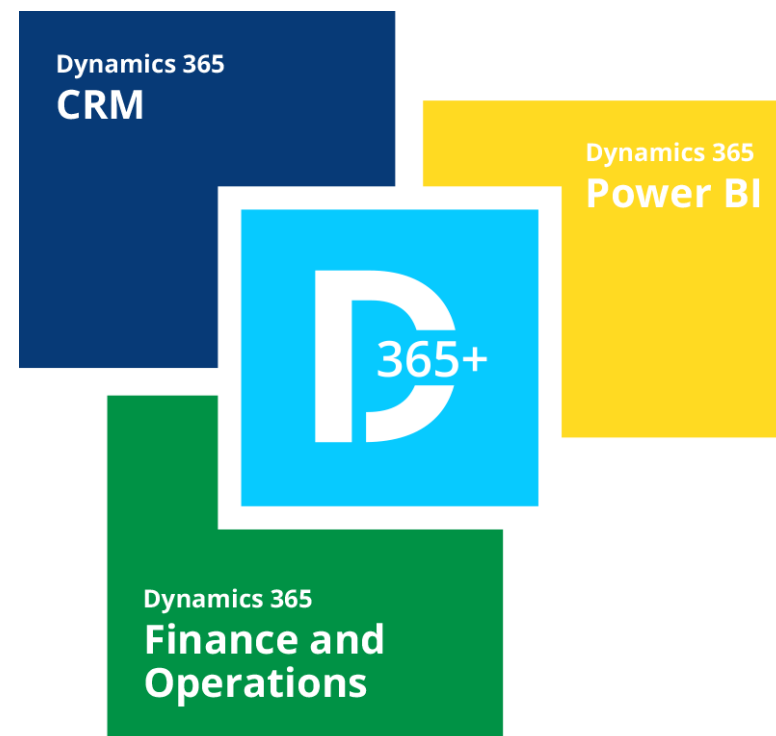 Dynamics 365
CRM
Dynamics 365
Power BI
D
365+
Dynamics 365
Finance and
Operations